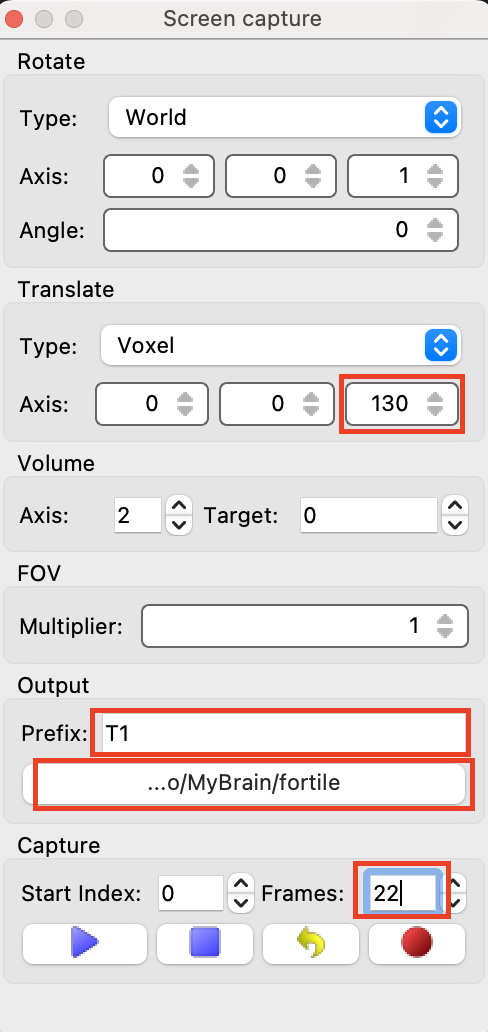 Screen capture
Rotate
Type: World
Axis: 0 0 1
Angle: 0
Translate
Type: Voxel
Axis: 0 0 130
Volume
Axis: 2 Target: 0
FOV
Multiplier: 1
Output
Prefix: T1
...o/MyBrain/fortile
Capture
Start Index: 0 Frames: 22